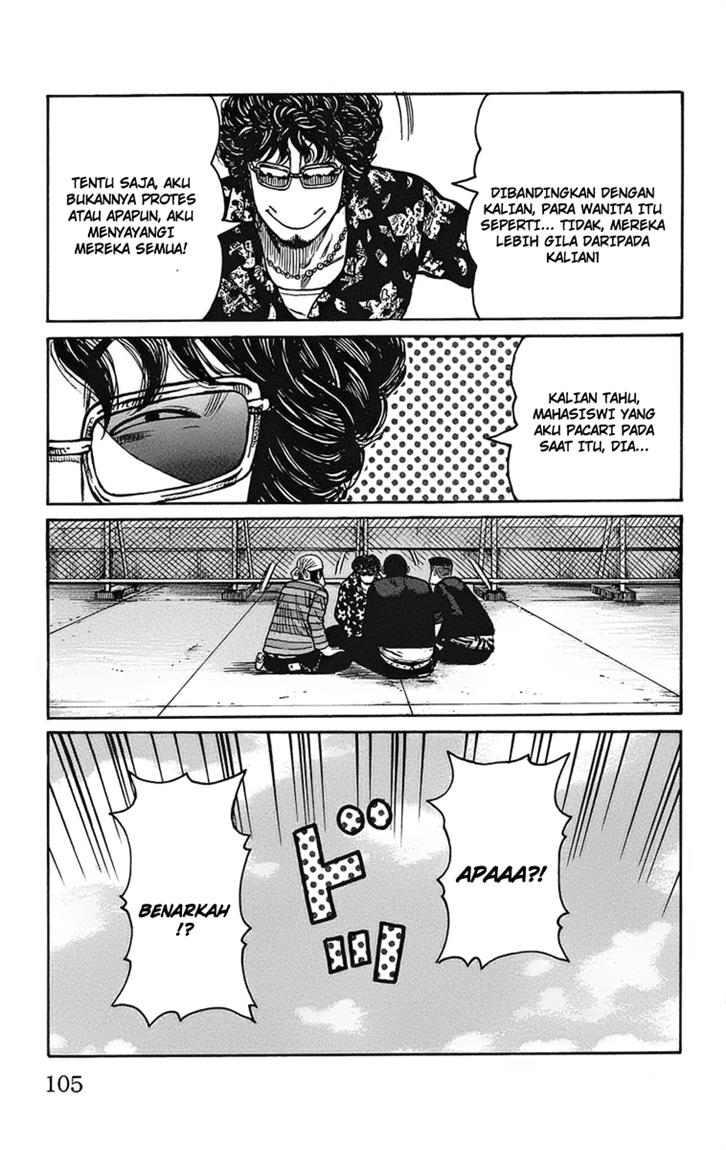 DIBANDINGKAN DENGAN
KALIAN, PARA WANITA ITU
SEPERTI... TIDAK, MEREKA
LEBIH GILA DARIPADA
KALIAN1
TENTU SAJA, AKU
BUKANNYA PROTES
ATAU APAPUN, AKU
MENYAYANGI
MEREKA SEMUA!
KALIAN TAHU,
MAHASISWI YANG
AKU PACARI PADA
SAAT ITU, DIA...
APAAA?!
ドッ
BENARKAH
!?
105